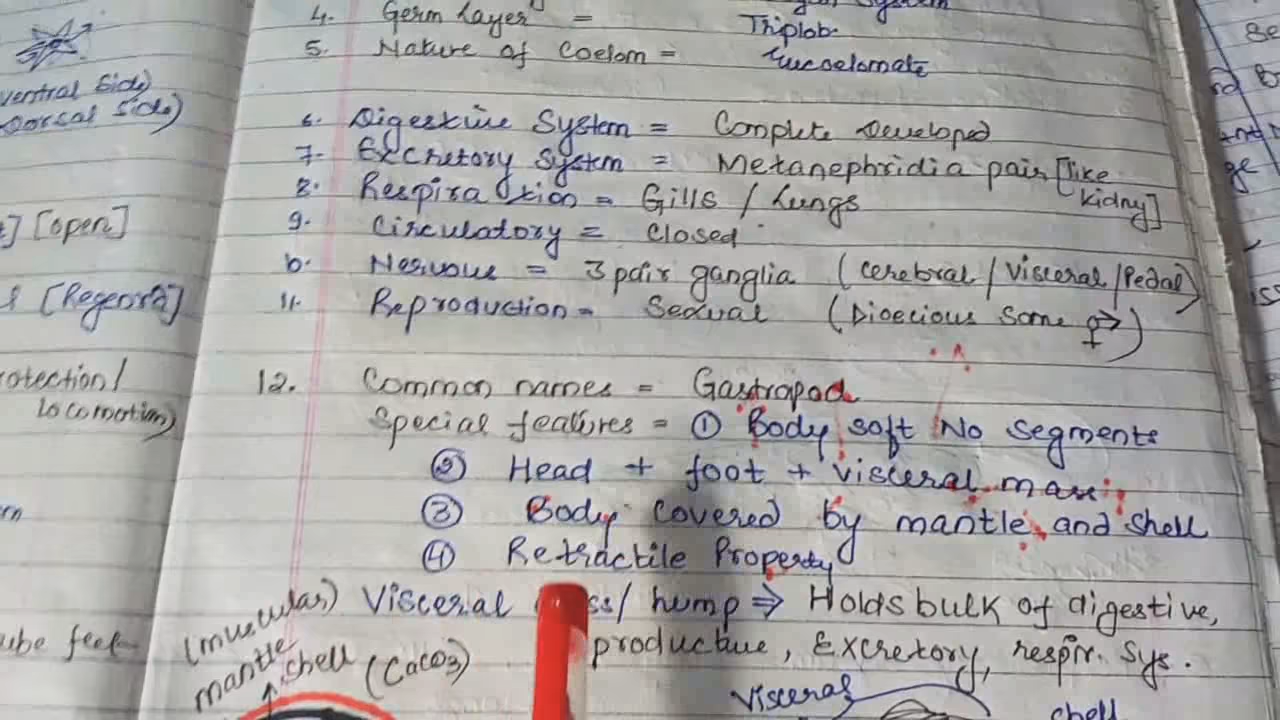 4. Germ layer =
Triplob.
5. Nature of Coelom = Eucoelomate
ventral Side)
Dorsal Side)
6. Digestive System = Complete Developed
7. Excretory System = Metanephridia pair [like kidny]
8. Respiration = Gills / Lungs
[open]
9. Circulatory = closed
10. Nervous = 3 pair ganglia (cerebral / visceral / Pedal)
11. Reproduction = Sexual (Dioecious Some ⚥)
12. Common names = Gastropod
locomotion)
Special features = ① Body soft No segments
② Head + foot + visceral mass
③ Body covered by mantle and shell
④ Retractile Property
(muscular) Visceral ss/ hump ⇒ Holds bulk of digestive,
productive, Excretory, respir. Sys.
mantle shell (CaCO3)
Visceral
shell